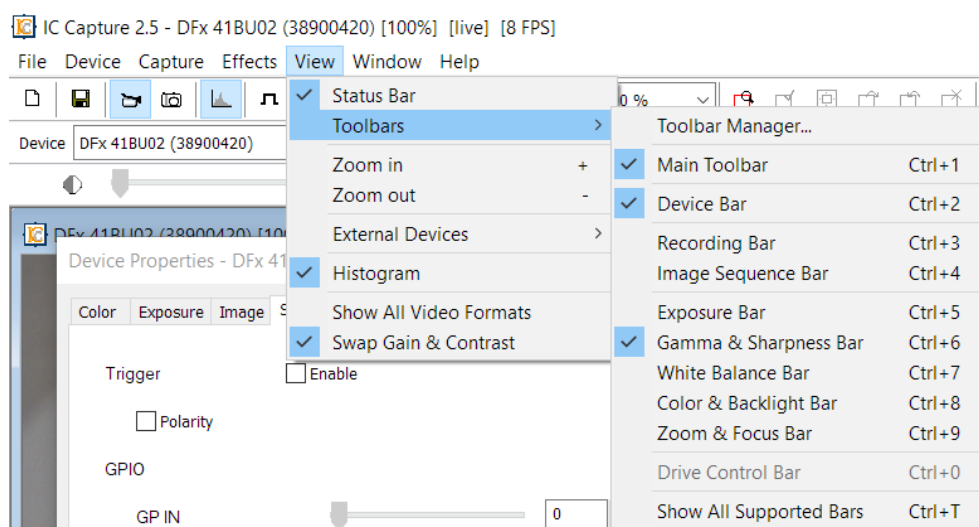 IC Capture 2.5 - DFx 41BU02 (38900420) [100%]  [live]  [8 FPS]
File Device Capture Effects View Window Help
Status Bar
Toolbars
Zoom in +
Zoom out -
External Devices
Histogram
Show All Video Formats
Swap Gain & Contrast
0 %
Toolbar Manager...
Main Toolbar Ctrl+1
Device Bar Ctrl+2
Recording Bar Ctrl+3
Image Sequence Bar Ctrl+4
Exposure Bar Ctrl+5
Gamma & Sharpness Bar Ctrl+6
White Balance Bar Ctrl+7
Color & Backlight Bar Ctrl+8
Zoom & Focus Bar Ctrl+9
Drive Control Bar Ctrl+0
Show All Supported Bars Ctrl+T
Device DFx 41BU02 (38900420)
DFx 41BU02 (38900420) [10
Device Properties - DFx 41
Color Exposure Image S
Trigger Enable
Polarity
GPIO
GP IN 0